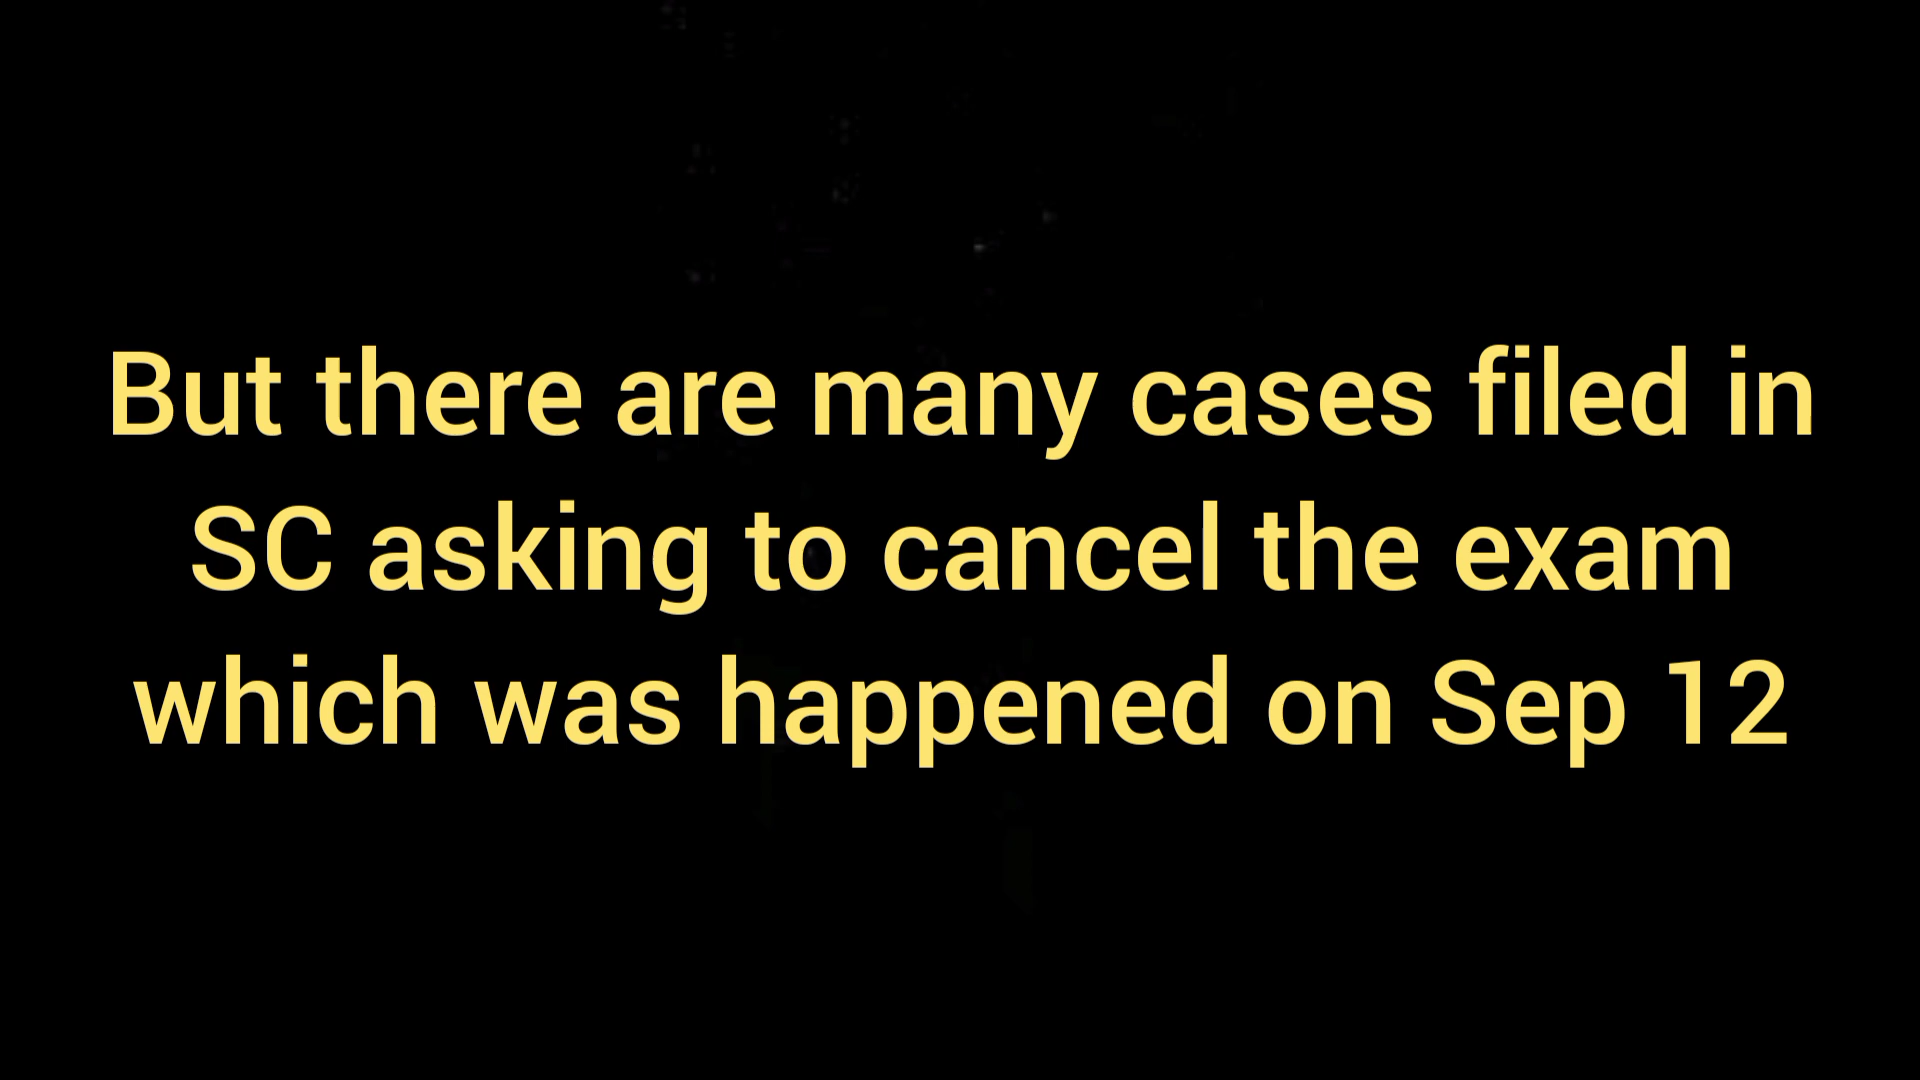 But there are many cases filed in
SC asking to cancel the exam
which was happened on Sep 12